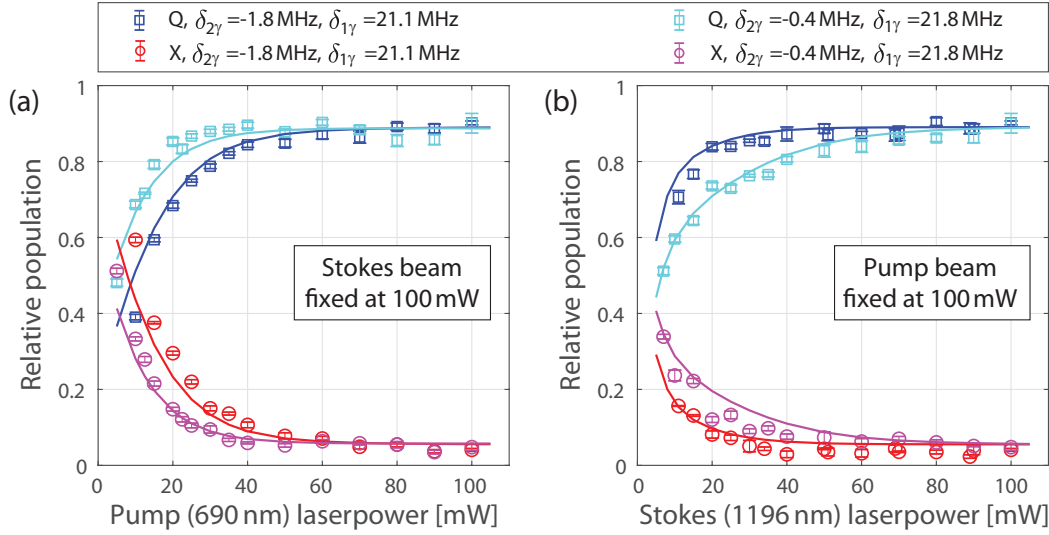 Q, δ2γ=-1.8 MHz, δ1γ=21.1 MHz
Q, δ2γ=-0.4 MHz, δ1γ=21.8 MHz
X, δ2γ=-1.8 MHz, δ1γ=21.1 MHz
X, δ2γ=-0.4 MHz, δ1γ=21.8 MHz
(a)
1
0.8
0.6
0.4
0.2
0
Relative population
Stokes beam
fixed at 100 mW
0 20 40 60 80 100
Pump (690 nm) laserpower [mW]
(b)
1
0.8
0.6
0.4
0.2
0
Relative population
Pump beam
fixed at 100 mW
0 20 40 60 80 100
Stokes (1196 nm) laserpower [mW]